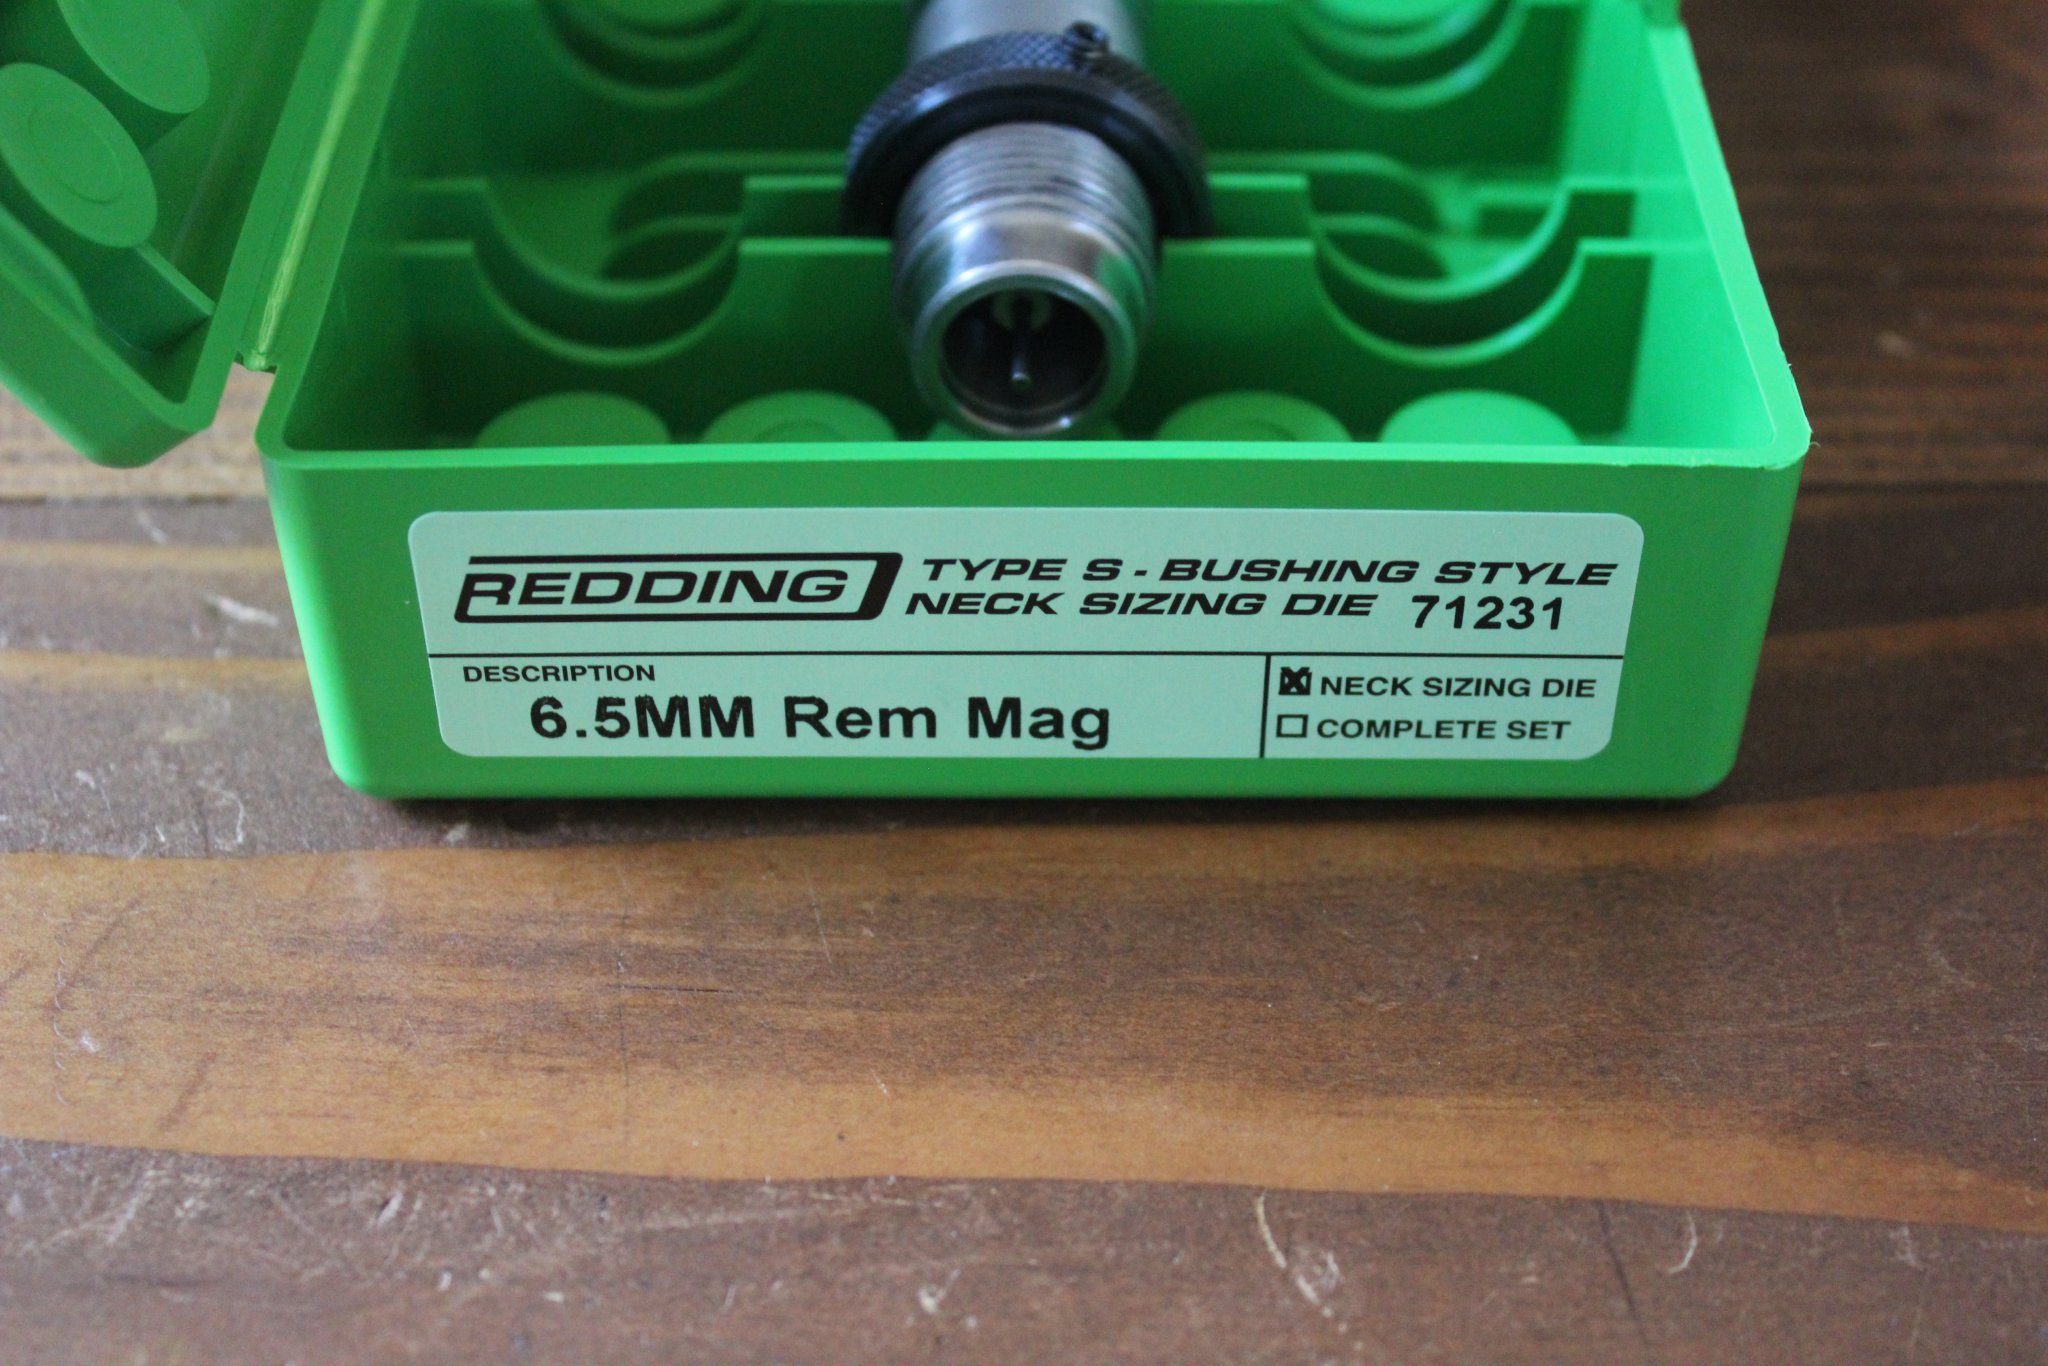 REDDING TYPE S - BUSHING STYLE
NECK SIZING DIE 71231
DESCRIPTION
6.5MM Rem Mag
NECK SIZING DIE
COMPLETE SET